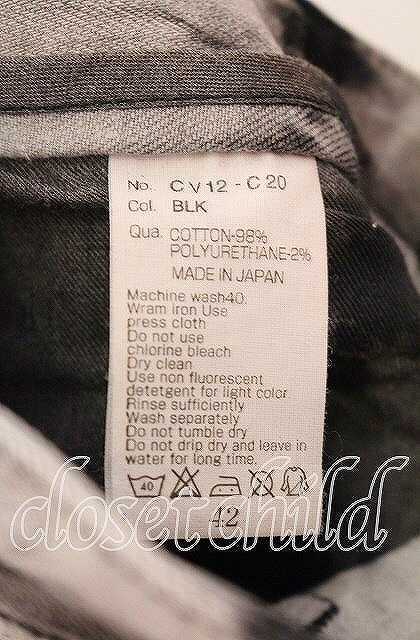 No. CV12-C20
Col. BLK
Qua. COTTON-98%
POLYURETHANE-2%
MADE IN JAPAN
Machine wash40.
Wram iron Use
press cloth
Do not use
chlorine bleach
Dry clean
Use non fluorescent
detetgent for light color
Rinse sufficiently
Wash separately
Do not tumble dry
Do not drip dry and leave in
water for long time.
40
closet child
42